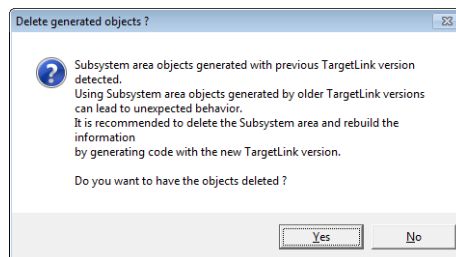 Delete generated objects ?
Subsystem area objects generated with previous TargetLink version
detected.
Using Subsystem area objects generated by older TargetLink versions
can lead to unexpected behavior.
It is recommended to delete the Subsystem area and rebuild the
information
by generating code with the new TargetLink version.
Do you want to have the objects deleted ?
Yes
No